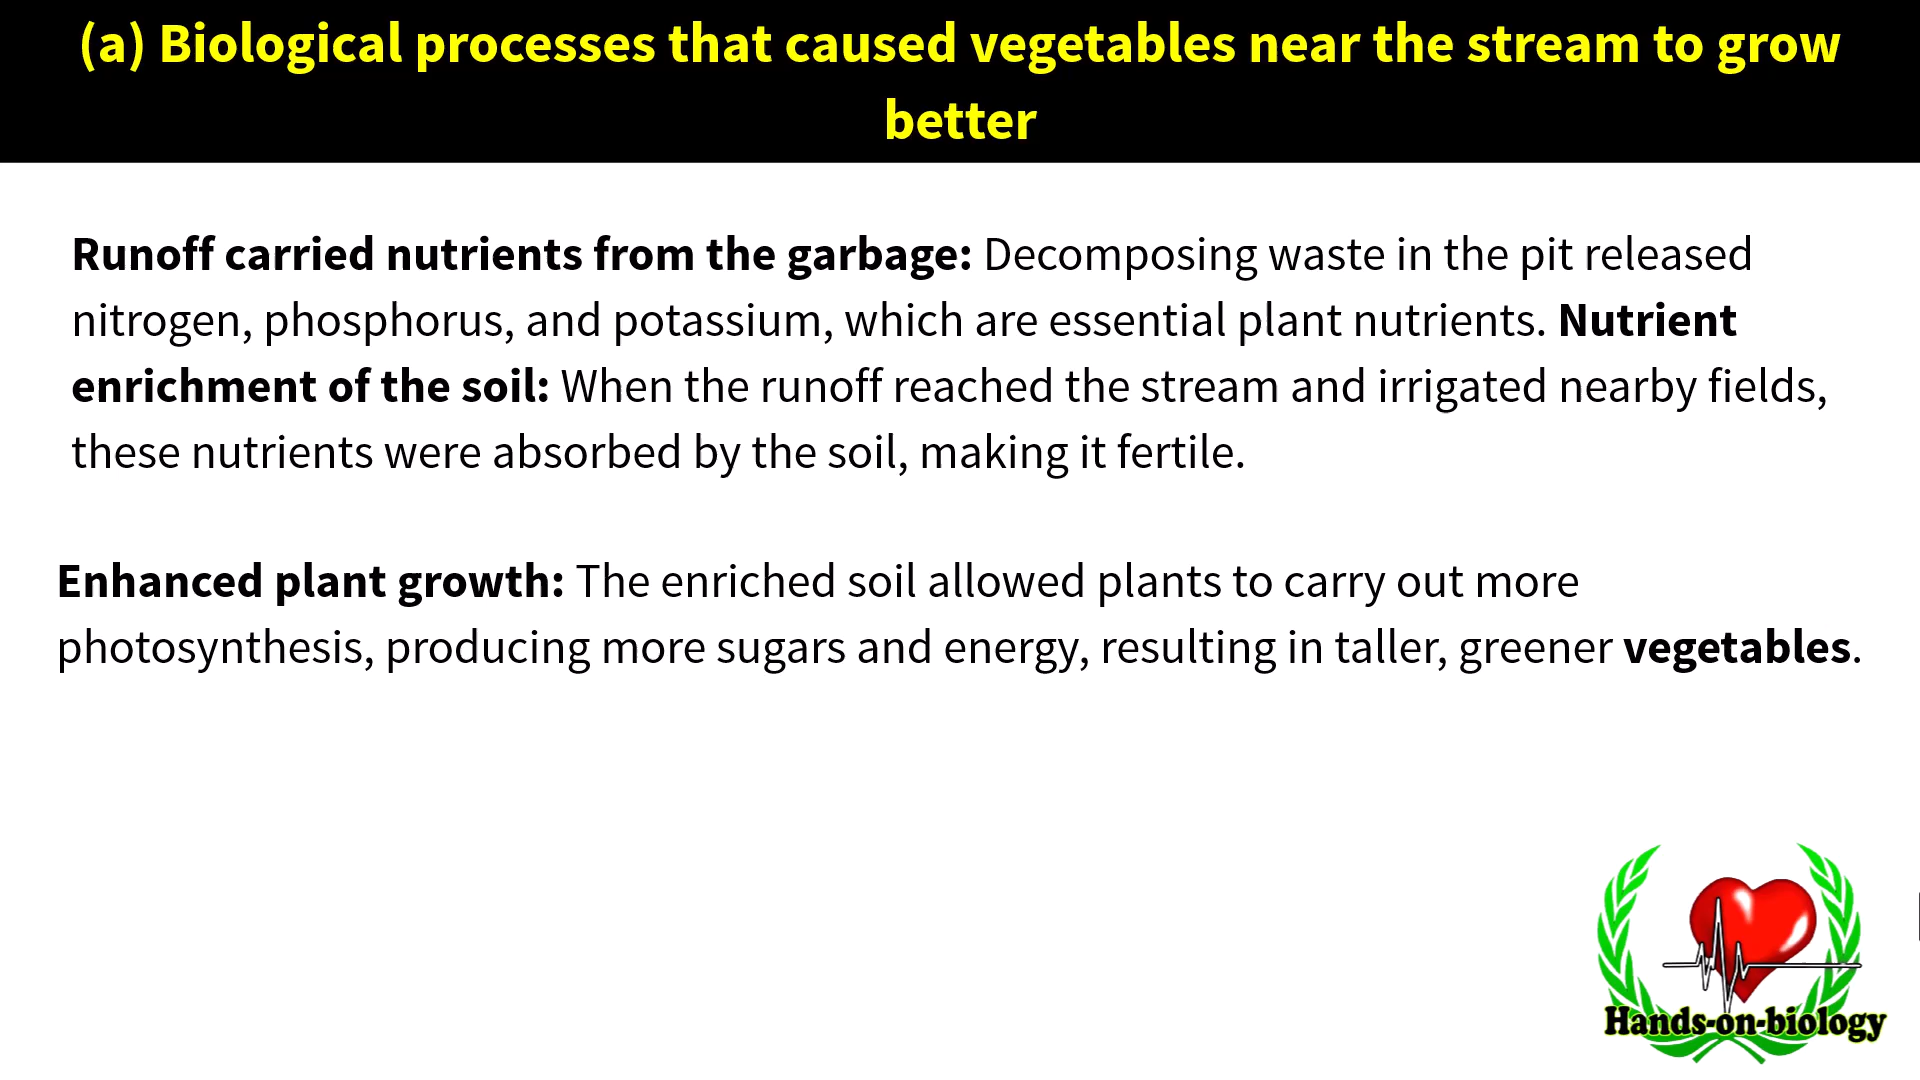 (a) Biological processes that caused vegetables near the stream to grow
better
Runoff carried nutrients from the garbage: Decomposing waste in the pit released
nitrogen, phosphorus, and potassium, which are essential plant nutrients. Nutrient
enrichment of the soil: When the runoff reached the stream and irrigated nearby fields,
these nutrients were absorbed by the soil, making it fertile.
Enhanced plant growth: The enriched soil allowed plants to carry out more
photosynthesis, producing more sugars and energy, resulting in taller, greener vegetables.
Hands-on-biology